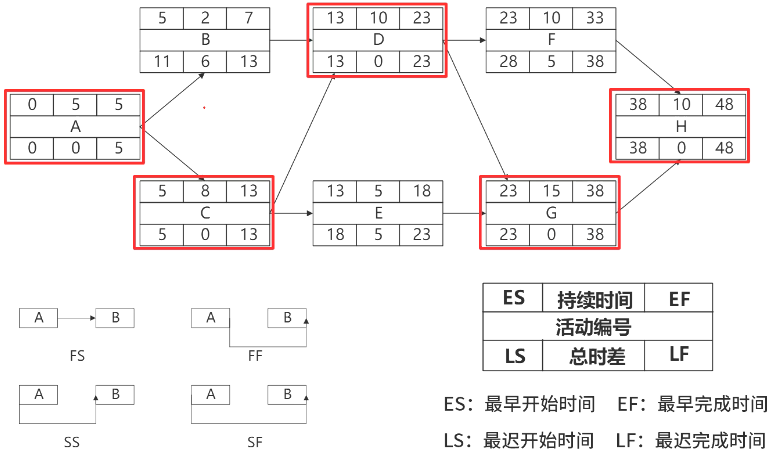 5 2 7
B
11 6 13
13 10 23
D
13 0 23
23 10 33
F
28 5 38
0 5 5
A
0 0 5
38 10 48
H
38 0 48
5 8 13
C
5 0 13
13 5 18
E
18 5 23
23 15 38
G
23 0 38
A B
FS
A B
FF
A B
SS
A B
SF
ES 持续时间 EF
活动编号
LS 总时差 LF
ES：最早开始时间 EF：最早完成时间
LS：最迟开始时间 LF：最迟完成时间